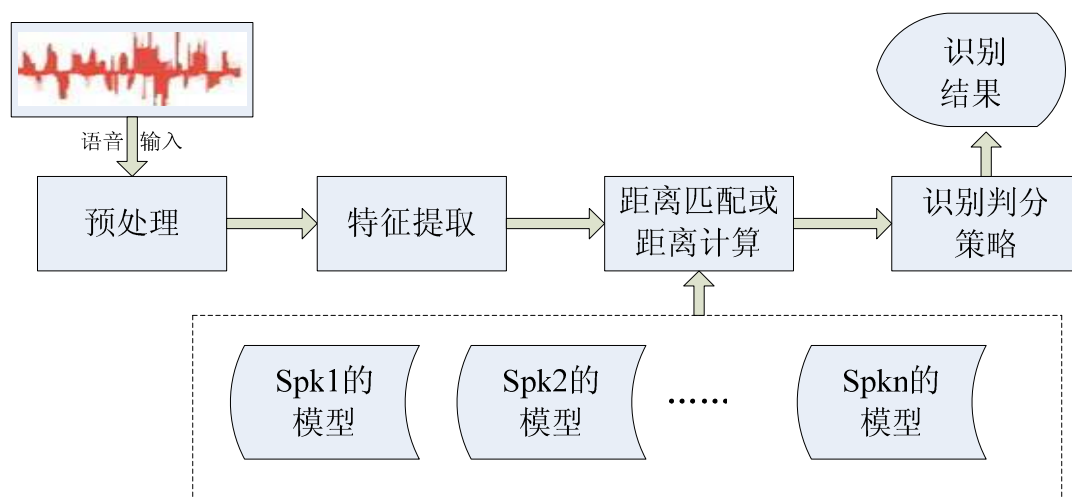 语音 输入
预处理
特征提取
距离匹配或
距离计算
识别判分
策略
识别
结果
Spk1的
模型
Spk2的
模型
……
Spkn的
模型